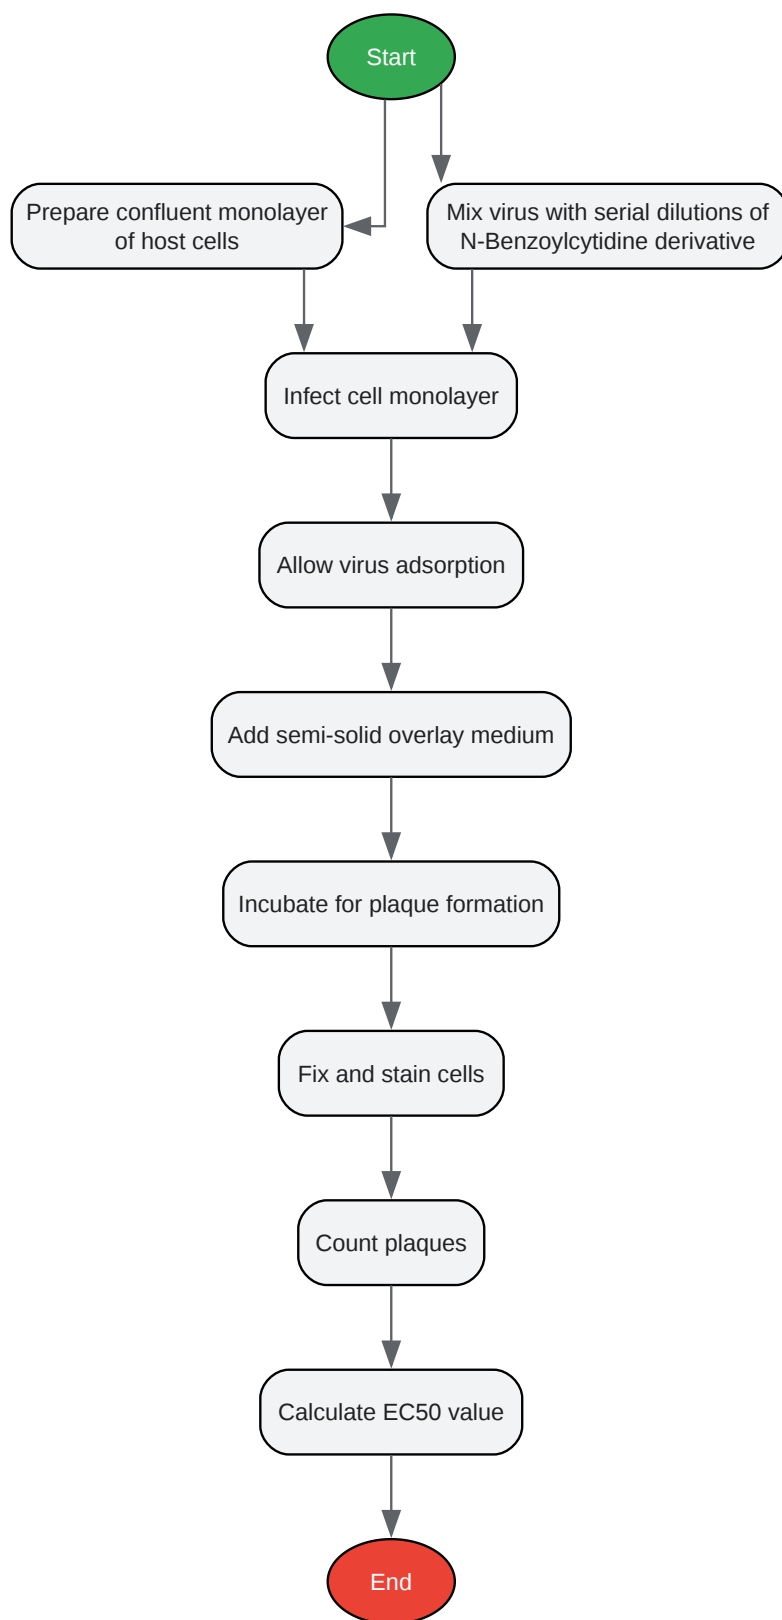 Start
Prepare confluent monolayer
of host cells
Mix virus with serial dilutions of
N-Benzoylcytidine derivative
Infect cell monolayer
Allow virus adsorption
Add semi-solid overlay medium
Incubate for plaque formation
Fix and stain cells
Count plaques
Calculate EC50 value
End